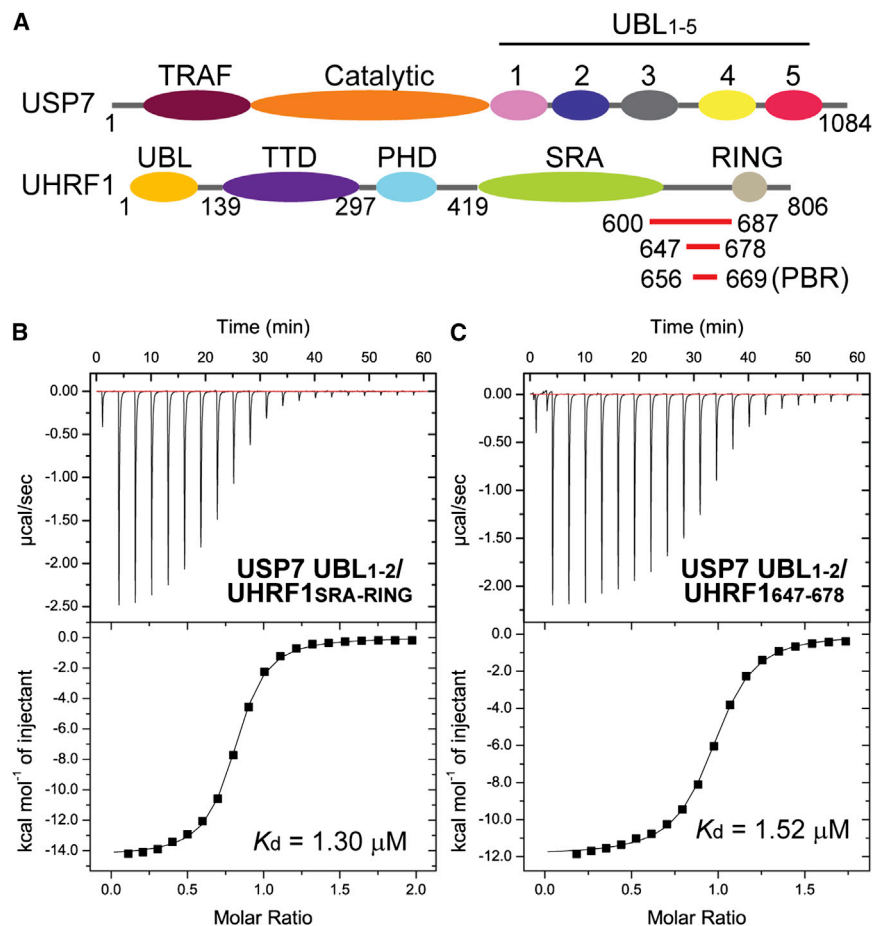 A
UBL1-5
TRAF Catalytic 1 2 3 4 5
USP7
1 1084
UBL TTD PHD SRA RING
UHRF1
1 139 297 419 806
600 687
647 678
656 669 (PBR)
B
Time (min)
0 10 20 30 40 50 60
0.00
-0.50
-1.00
-1.50
-2.00
-2.50
µcal/sec
USP7 UBL1-2/
UHRF1SRA-RING
0.0
-2.0
-4.0
-6.0
-8.0
-10.0
-12.0
-14.0
kcal mol-1 of injectant
Kd = 1.30 µM
0.0 0.5 1.0 1.5 2.0
Molar Ratio
C
Time (min)
0 10 20 30 40 50 60
0.00
-0.50
-1.00
-1.50
-2.00
µcal/sec
USP7 UBL1-2/
UHRF1647-678
0.0
-2.0
-4.0
-6.0
-8.0
-10.0
-12.0
kcal mol-1 of injectant
Kd = 1.52 µM
0.0 0.5 1.0 1.5
Molar Ratio